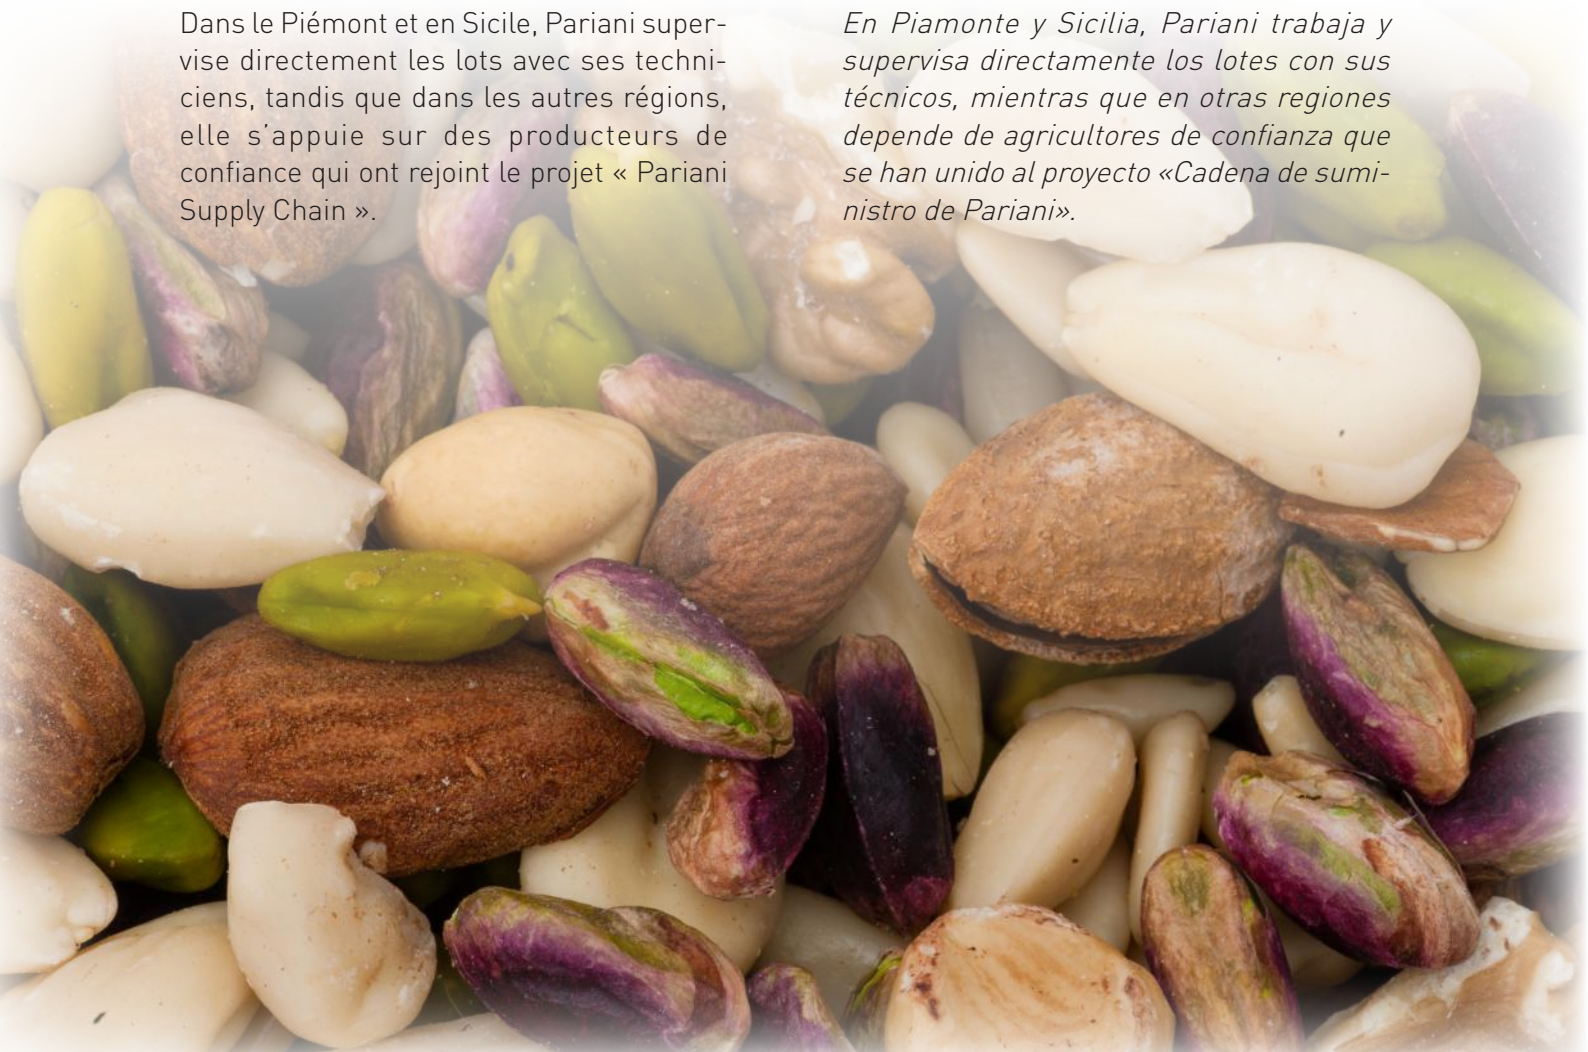 Dans le Piémont et en Sicile, Pariani super-
vise directement les lots avec ses techni-
ciens, tandis que dans les autres régions,
elle s’appuie sur des producteurs de
confiance qui ont rejoint le projet « Pariani
Supply Chain ».
En Piamonte y Sicilia, Pariani trabaja y
supervisa directamente los lotes con sus
técnicos, mientras que en otras regiones
depende de agricultores de confianza que
se han unido al proyecto «Cadena de sumi-
nistro de Pariani».